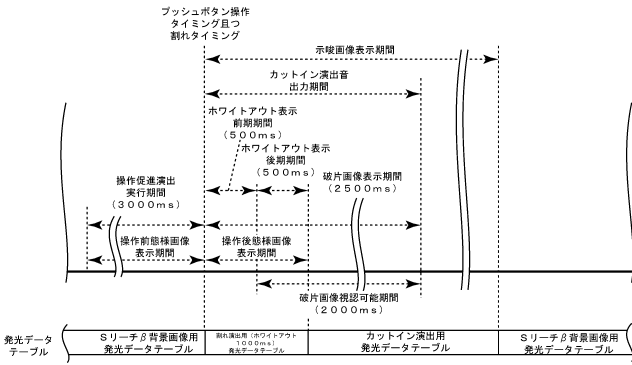 プッシュボタン操作
タイミング且つ
割れタイミング
示唆画像表示期間
カットイン演出音
出力期間
ホワイトアウト表示
前期期間
(500ms)
ホワイトアウト表示
後期期間
(500ms)
破片画像表示期間
(2500ms)
操作促進演出
実行期間
(3000ms)
操作前態様画像
表示期間
操作後態様画像
表示期間
破片画像視認可能期間
(2000ms)
発光データ
テーブル
Sリーチβ背景画像用
発光データテーブル
割れ演出用(ホワイトアウト
1000ms)
発光データテーブル
カットイン演出用
発光データテーブル
Sリーチβ背景画像用
発光データテーブル